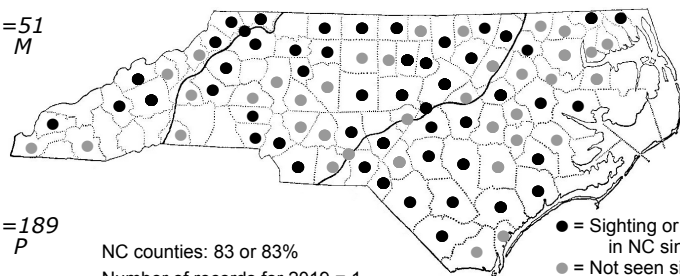 =51
M
=189
P
NC counties: 83 or 83%
● = Sighting or
in NC sin
● = Not seen si